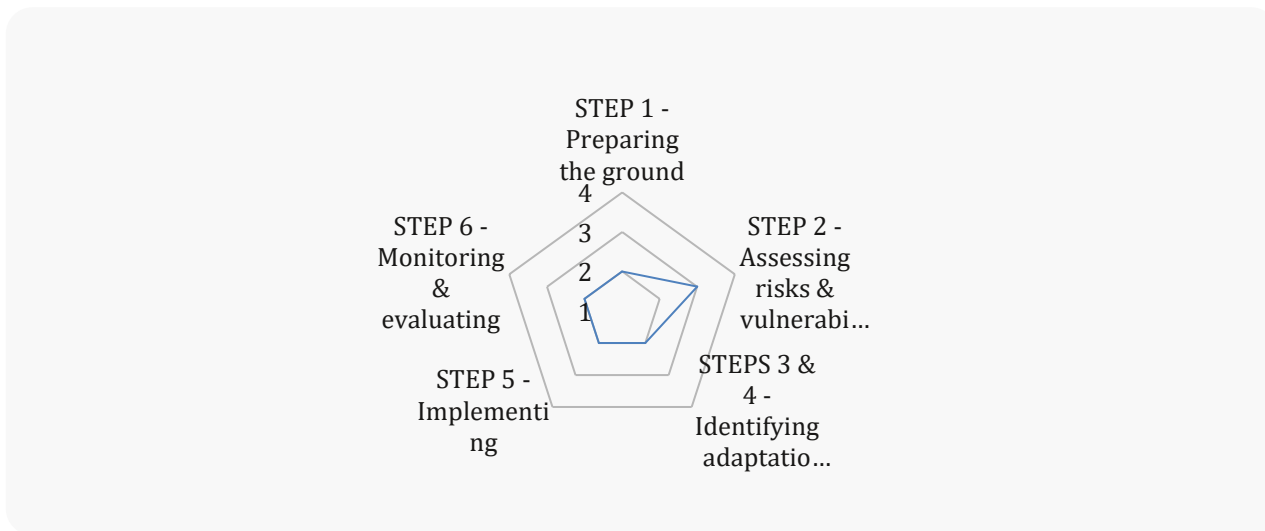 STEP 1 -
Preparing
the ground
4
3
2
1
STEP 2 -
Assessing
risks &
vulnerabi...
STEPS 3 &
4 -
Identifying
adaptatio...
STEP 5 -
Implementi
ng
STEP 6 -
Monitoring
&
evaluating